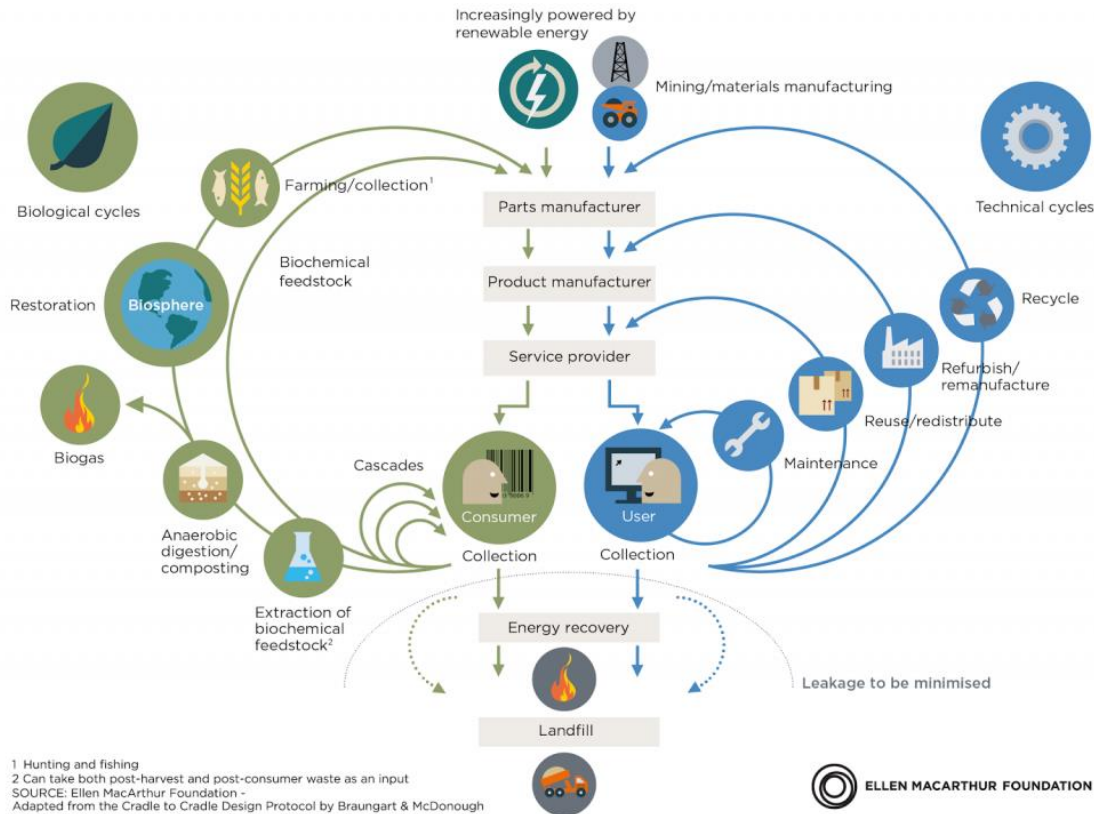 Increasingly powered by
renewable energy
Mining/materials manufacturing
Biological cycles
Farming/collection¹
Parts manufacturer
Technical cycles
Biochemical
feedstock
Product manufacturer
Restoration
Biosphere
Recycle
Service provider
Refurbish/
remanufacture
Reuse/redistribute
Biogas
Cascades
Maintenance
Consumer
User
Anaerobic
digestion/
composting
Collection
Collection
Extraction of
biochemical
feedstock²
Energy recovery
Leakage to be minimised
Landfill
1 Hunting and fishing
2 Can take both post-harvest and post-consumer waste as an input
SOURCE: Ellen MacArthur Foundation -
Adapted from the Cradle to Cradle Design Protocol by Braungart & McDonough
ELLEN MACARTHUR FOUNDATION